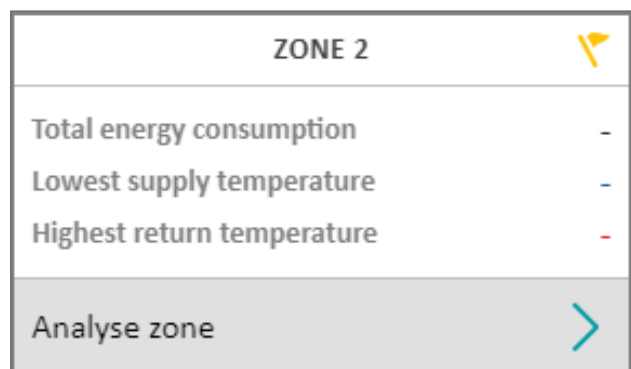 ZONE 2
Total energy consumption -
Lowest supply temperature -
Highest return temperature -
Analyse zone